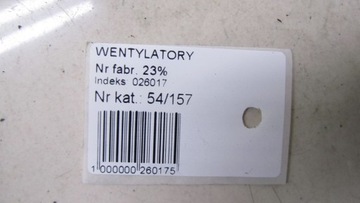 WENTYLATORY
Nr fabr. 23%
Indeks 026017
Nr kat.: 54/157
1 000000 260175